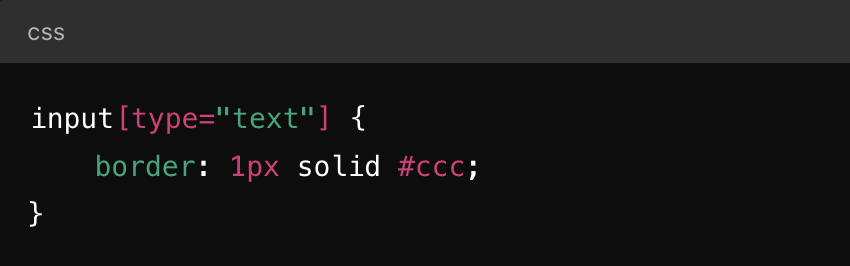 css
input[type="text"] {
    border: 1px solid #ccc;
}